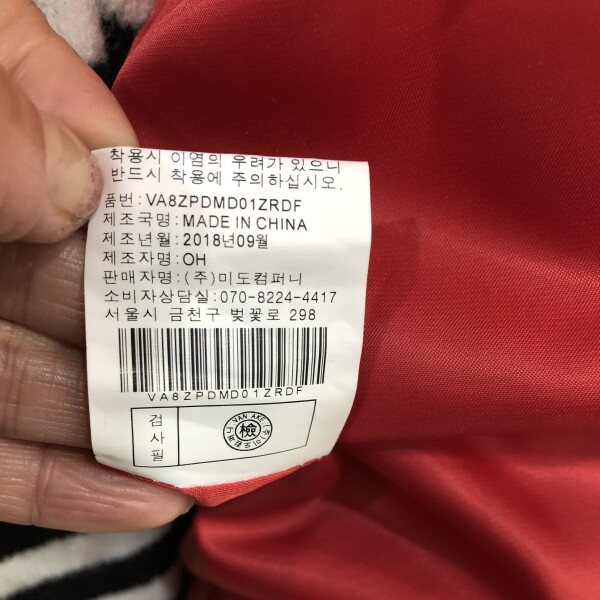 착용시 이염의 우려가 있으니
반드시 착용에 주의하십시오.
품번: VA8ZPDMD01ZRDF
제조국명: MADE IN CHINA
제조년월: 2018년09월
제조자명: OH
판매자명: (주)미도컴퍼니
소비자상담실: 070-8224-4417
서울시 금천구 벚꽃로 298
VA8ZPDMD01ZRDF
검사필
VAN AKE
檢